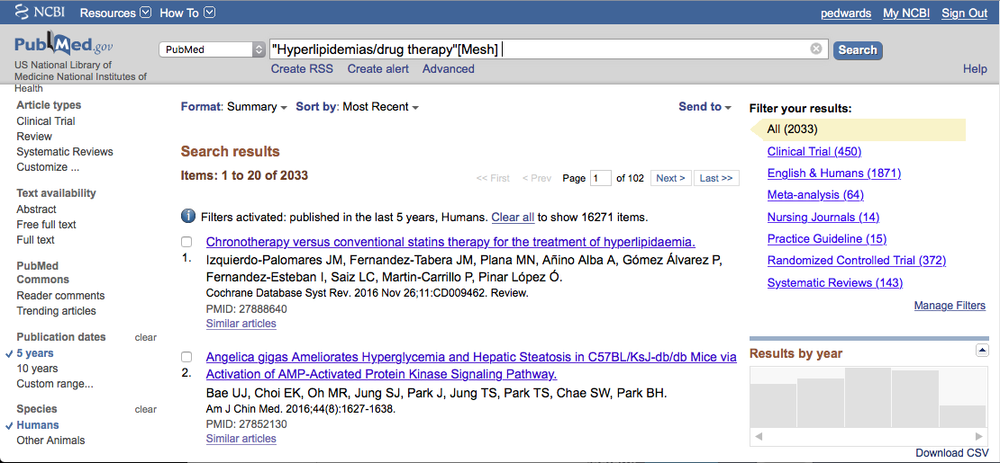 NCBI Resources How To pedwards My NCBI Sign Out
PubMed.gov
US National Library of
Medicine National Institutes of
Health
PubMed "Hyperlipidemias/drug therapy"[Mesh] Search
Create RSS Create alert Advanced Help
Article types
Clinical Trial
Review
Systematic Reviews
Customize ...
Text availability
Abstract
Free full text
Full text
PubMed
Commons
Reader comments
Trending articles
Publication dates clear
5 years
10 years
Custom range...
Species clear
Humans
Other Animals
Format: Summary Sort by: Most Recent Send to
Search results
Items: 1 to 20 of 2033
<< First < Prev Page 1 of 102 Next > Last >>
Filters activated: published in the last 5 years, Humans. Clear all to show 16271 items.
Chronotherapy versus conventional statins therapy for the treatment of hyperlipidaemia.
1. Izquierdo-Palomares JM, Fernandez-Tabera JM, Plana MN, Añino Alba A, Gómez Álvarez P,
Fernandez-Esteban I, Saiz LC, Martin-Carrillo P, Pinar López Ó.
Cochrane Database Syst Rev. 2016 Nov 26;11:CD009462. Review.
PMID: 27888640
Similar articles
Angelica gigas Ameliorates Hyperglycemia and Hepatic Steatosis in C57BL/KsJ-db/db Mice via
2. Activation of AMP-Activated Protein Kinase Signaling Pathway.
Bae UJ, Choi EK, Oh MR, Jung SJ, Park J, Jung TS, Park TS, Chae SW, Park BH.
Am J Chin Med. 2016;44(8):1627-1638.
PMID: 27852130
Similar articles
Filter your results:
All (2033)
Clinical Trial (450)
English & Humans (1871)
Meta-analysis (64)
Nursing Journals (14)
Practice Guideline (15)
Randomized Controlled Trial (372)
Systematic Reviews (143)
Manage Filters
Results by year
Download CSV